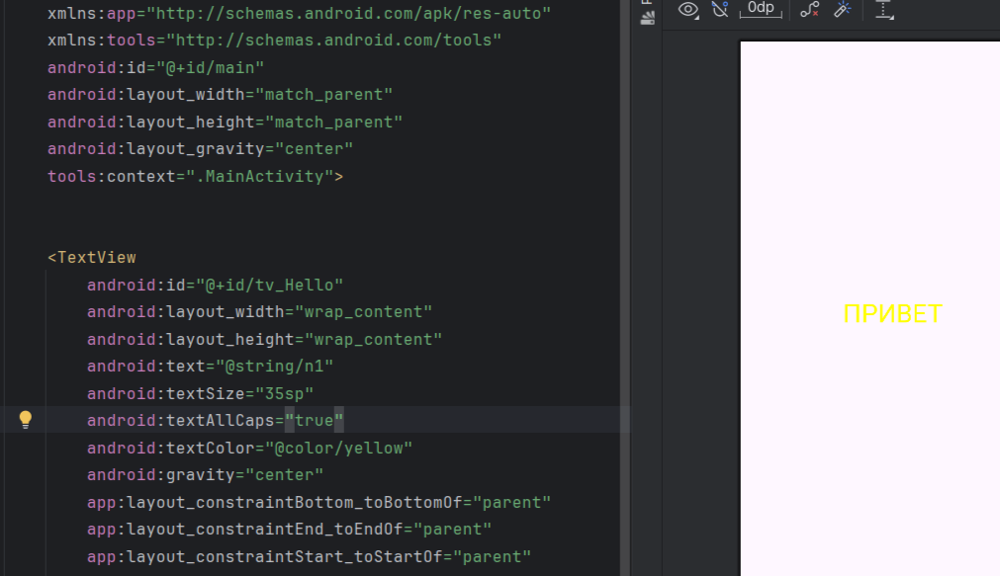 xmlns:app="http://schemas.android.com/apk/res-auto"
xmlns:tools="http://schemas.android.com/tools"
android:id="@+id/main"
android:layout_width="match_parent"
android:layout_height="match_parent"
android:layout_gravity="center"
tools:context=".MainActivity">
<TextView
android:id="@+id/tv_Hello"
android:layout_width="wrap_content"
android:layout_height="wrap_content"
android:text="@string/n1"
android:textSize="35sp"
android:textAllCaps="true"
android:textColor="@color/yellow"
android:gravity="center"
app:layout_constraintBottom_toBottomOf="parent"
app:layout_constraintEnd_toEndOf="parent"
app:layout_constraintStart_toStartOf="parent"
0dp
ПРИВЕТ